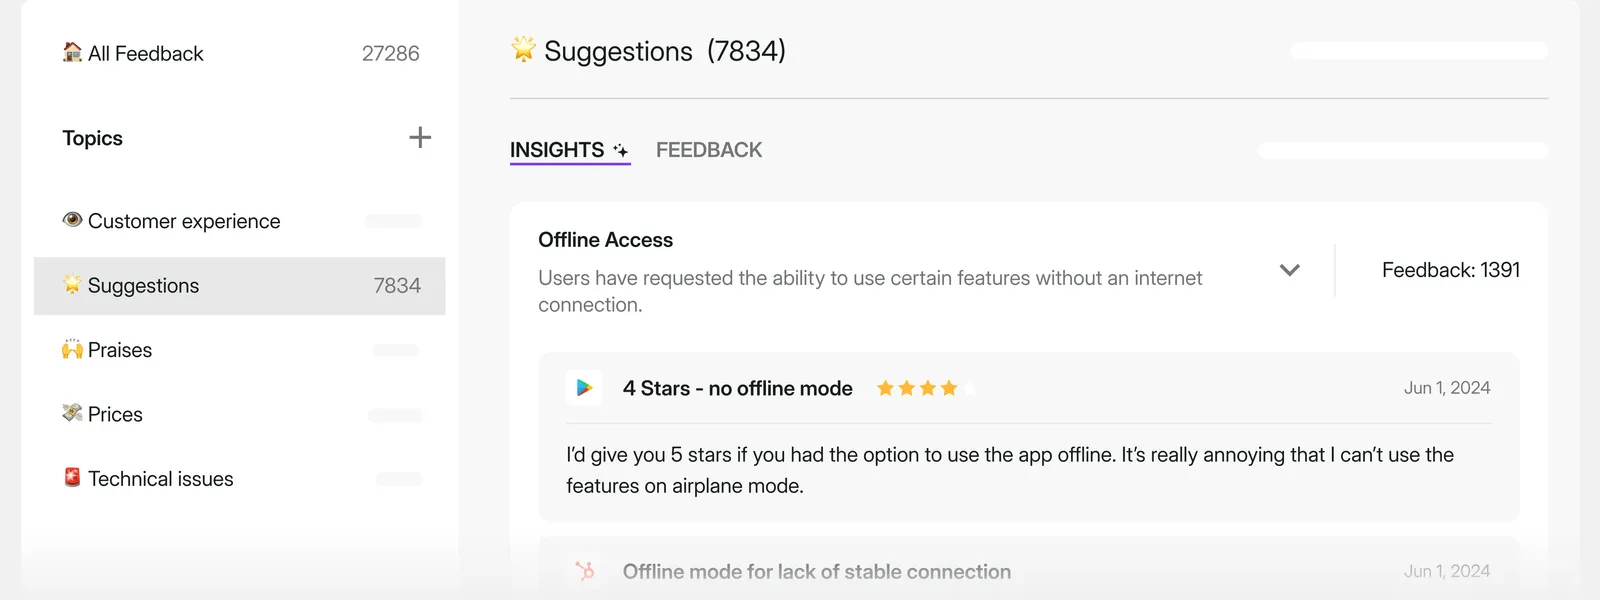 All Feedback 27286
Topics
Customer experience
Suggestions 7834
Praises
Prices
Technical issues
Suggestions (7834)
INSIGHTS FEEDBACK
Offline Access
Users have requested the ability to use certain features without an internet
connection.
Feedback: 1391
4 Stars - no offline mode Jun 1, 2024
I’d give you 5 stars if you had the option to use the app offline. It’s really annoying that I can’t use the
features on airplane mode.
Offline mode for lack of stable connection Jun 1, 2024